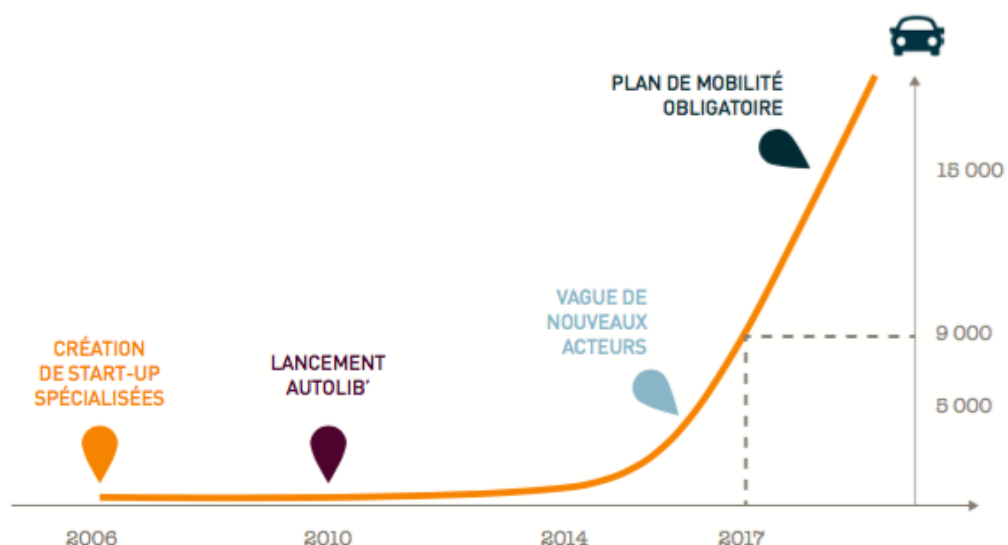 PLAN DE MOBILITÉ
OBLIGATOIRE
15 000
VAGUE DE
NOUVEAUX
ACTEURS
9 000
CRÉATION
DE START-UP
SPÉCIALISÉES
LANCEMENT
AUTOLIB’
5 000
2006
2010
2014
2017